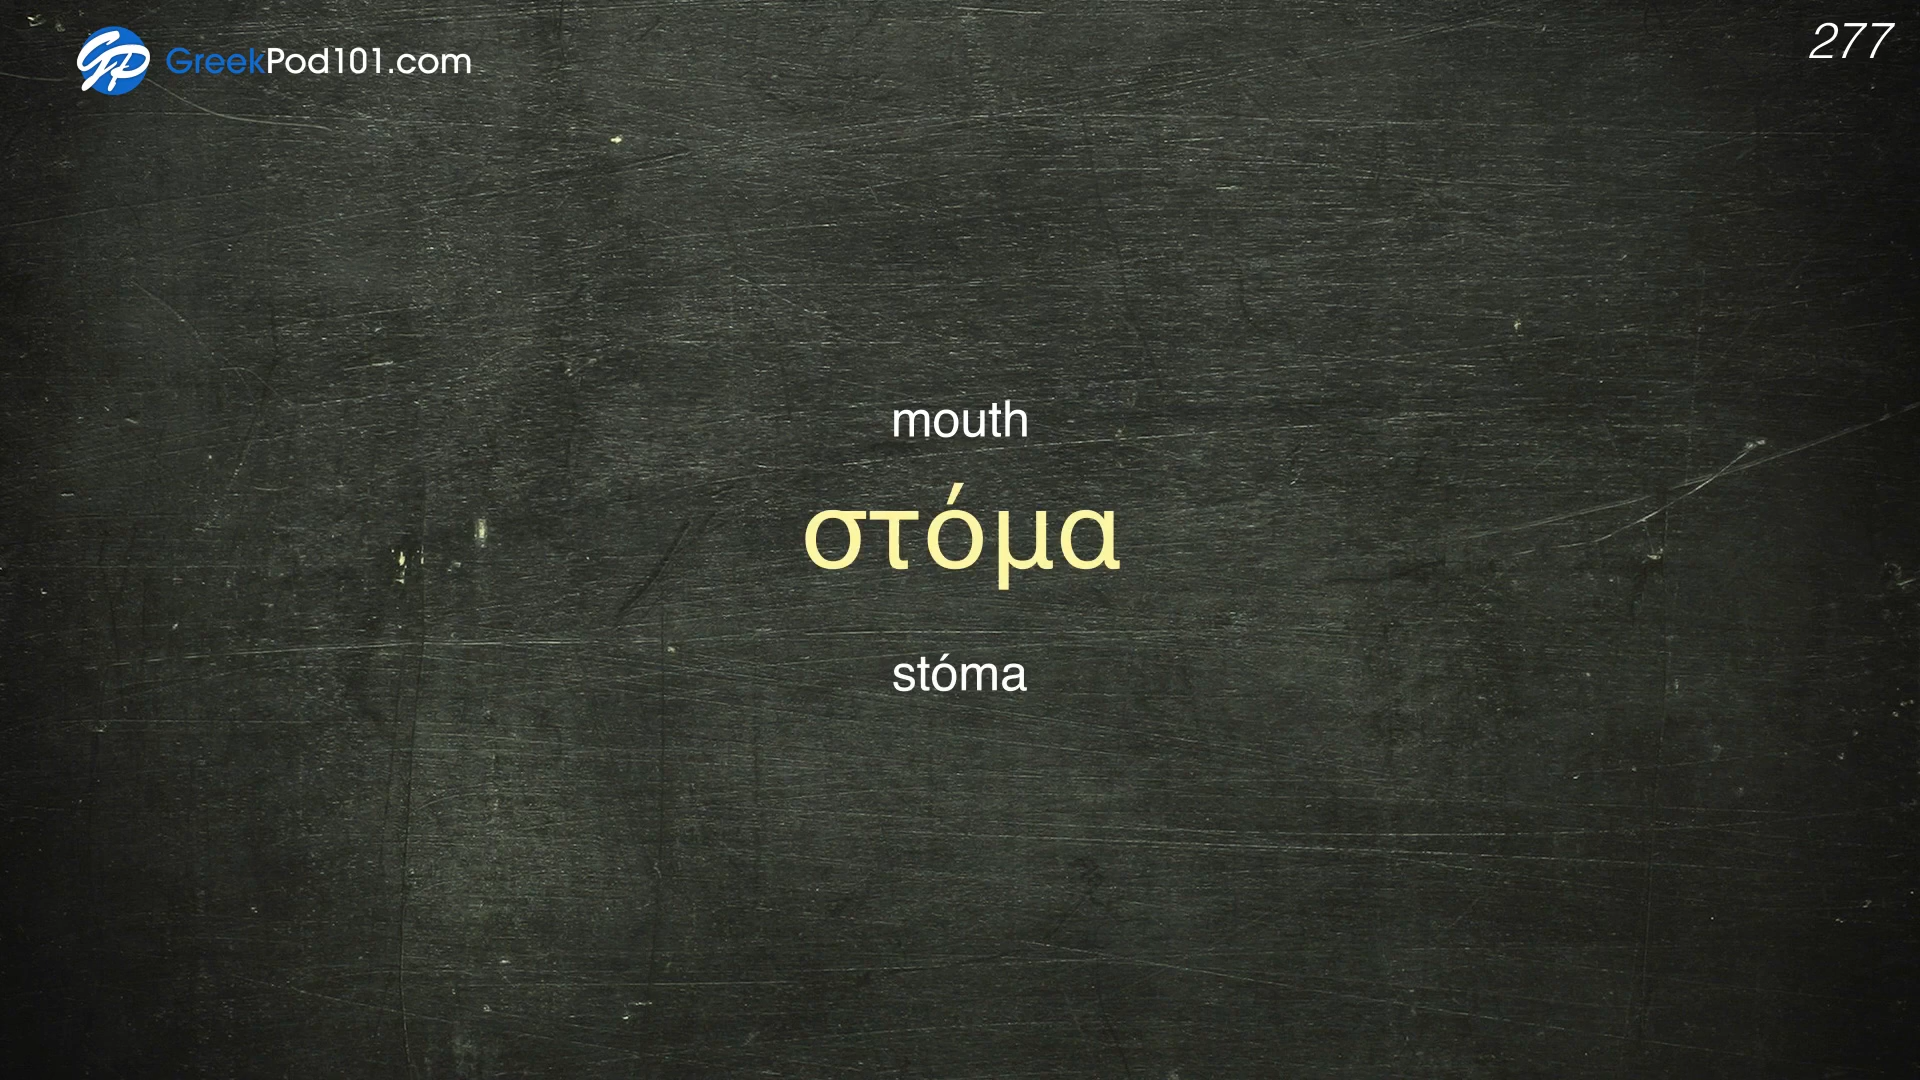 GreekPod101.com
277
mouth
στόμα
stóma